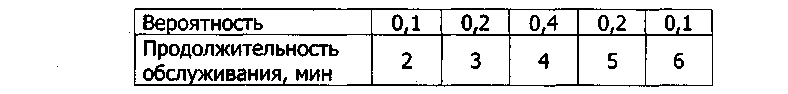 Вероятность 0,1 0,2 0,4 0,2 0,1
Продолжительность
обслуживания, мин 2 3 4 5 6